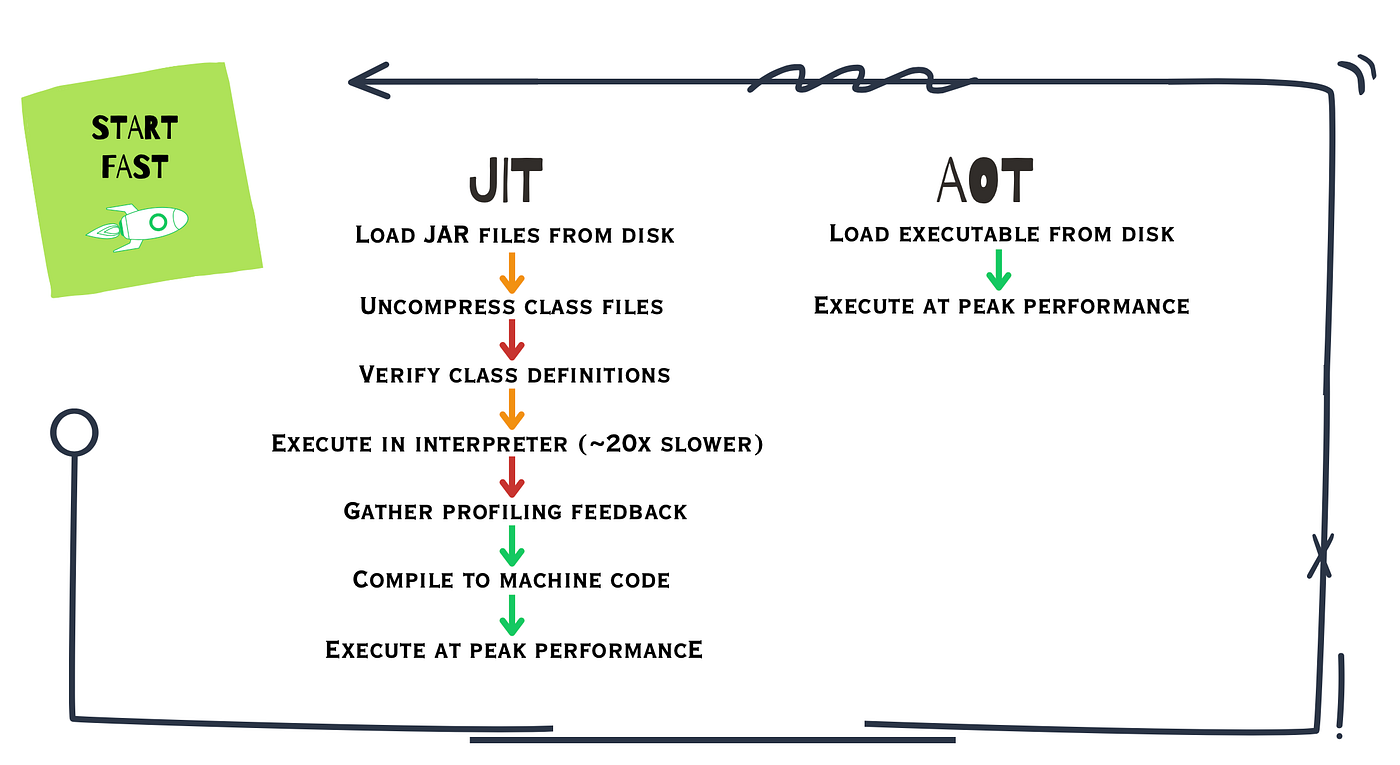 START
FAST
JIT
Load JAR files from disk
Uncompress class files
Verify class definitions
Execute in interpreter (~20x slower)
Gather profiling feedback
Compile to machine code
Execute at peak performancE
AOT
Load executable from disk
Execute at peak performance